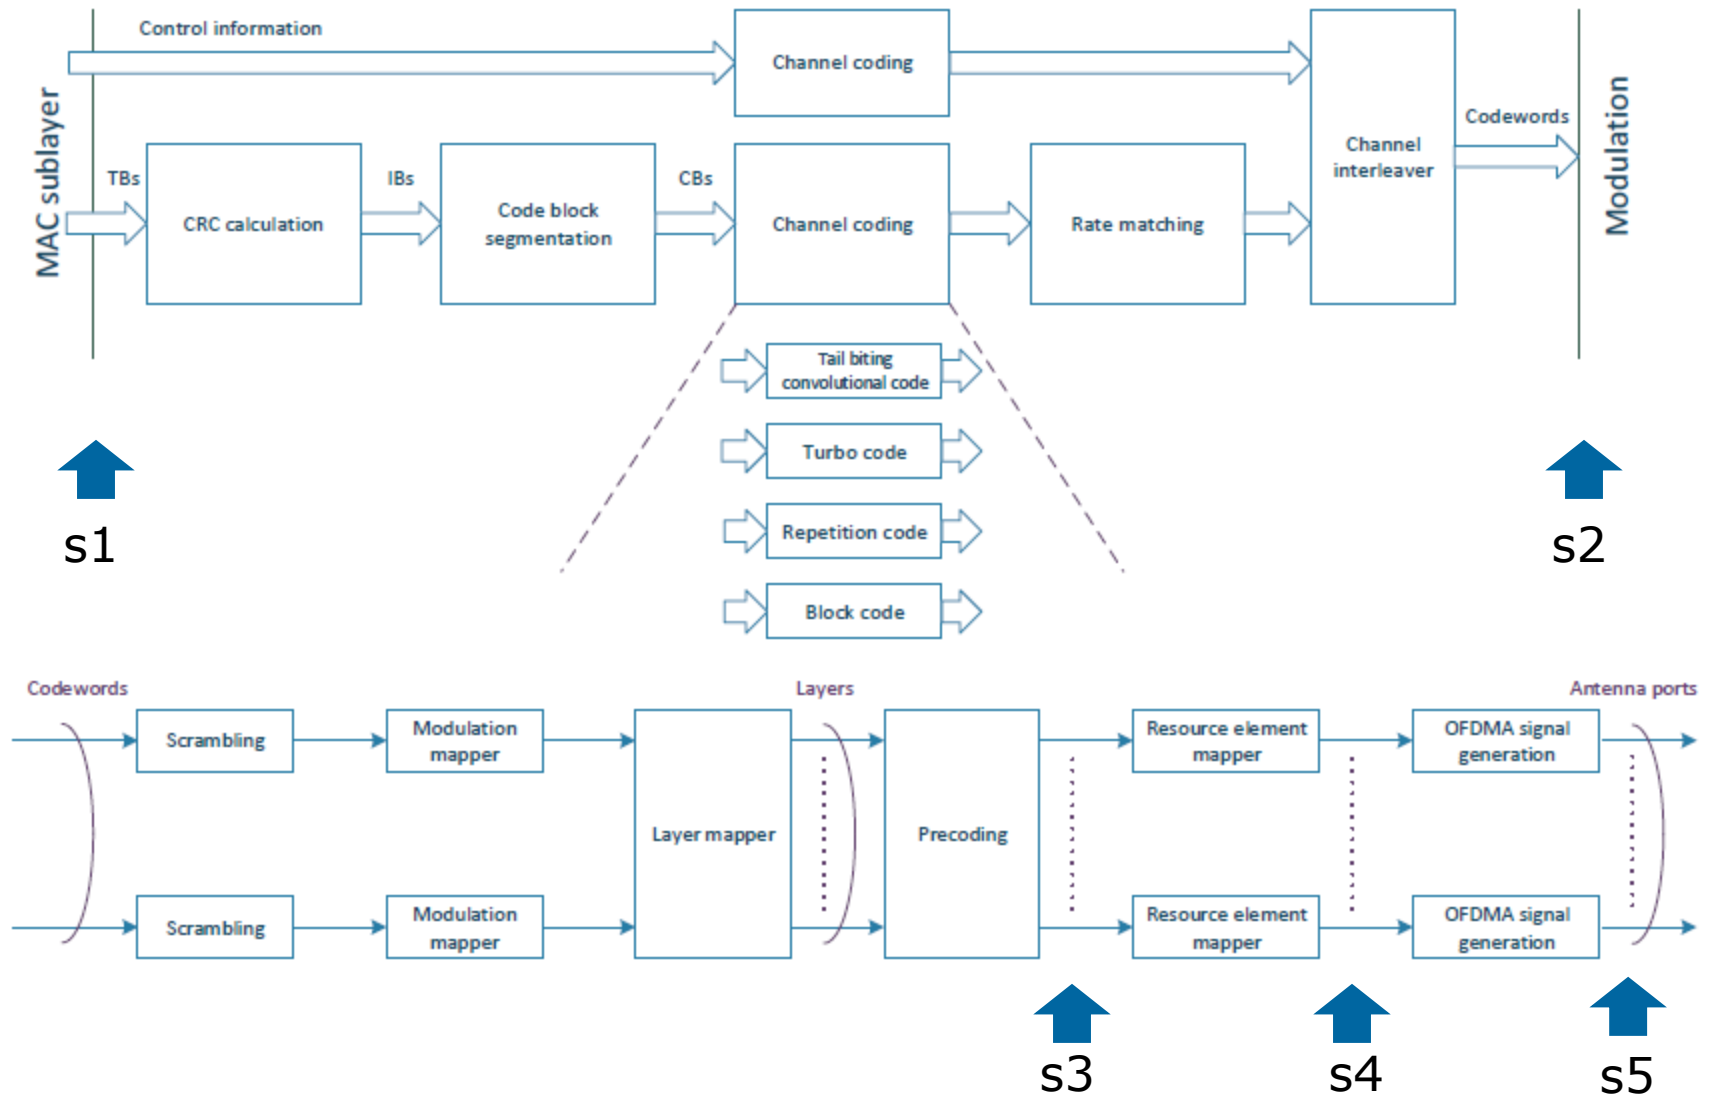 Control information
Channel coding
MAC sublayer
TBs
CRC calculation
IBs
Code block
segmentation
CBs
Channel coding
Rate matching
Channel
interleaver
Codewords
Modulation
Tail biting
convolutional code
Turbo code
Repetition code
Block code
s1
s2
Codewords
Layers
Antenna ports
Scrambling
Modulation
mapper
Layer mapper
Precoding
Resource element
mapper
OFDMA signal
generation
Scrambling
Modulation
mapper
Resource element
mapper
OFDMA signal
generation
s3
s4
s5